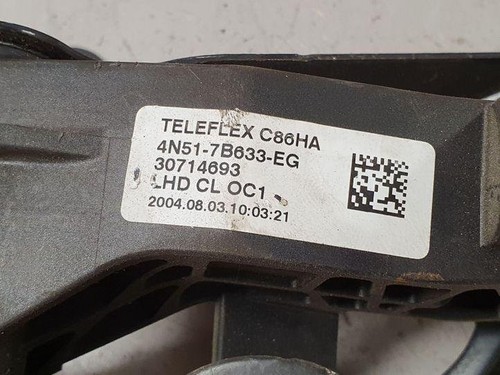 TELEFLEX C86HA
4N51-7B633-EG
30714693
LHD CL OC1
2004.08.03.10:03:21